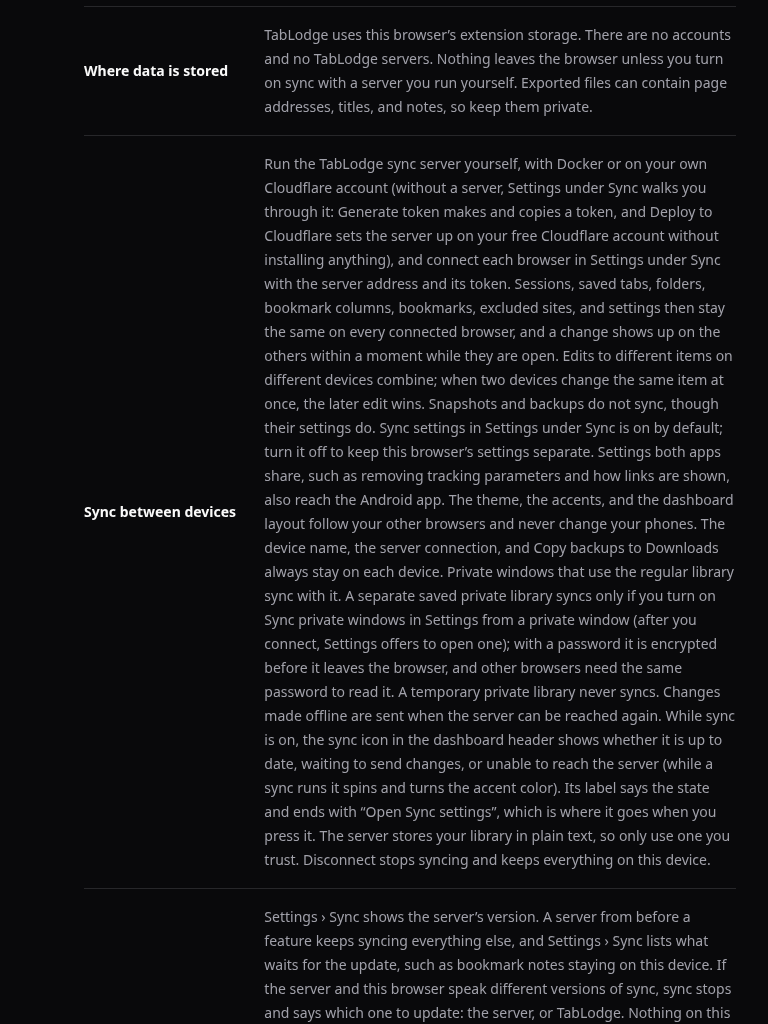 Where data is stored
TabLodge uses this browser’s extension storage. There are no accounts
and no TabLodge servers. Nothing leaves the browser unless you turn
on sync with a server you run yourself. Exported files can contain page
addresses, titles, and notes, so keep them private.
Sync between devices
Run the TabLodge sync server yourself, with Docker or on your own
Cloudflare account (without a server, Settings under Sync walks you
through it: Generate token makes and copies a token, and Deploy to
Cloudflare sets the server up on your free Cloudflare account without
installing anything), and connect each browser in Settings under Sync
with the server address and its token. Sessions, saved tabs, folders,
bookmark columns, bookmarks, excluded sites, and settings then stay
the same on every connected browser, and a change shows up on the
others within a moment while they are open. Edits to different items on
different devices combine; when two devices change the same item at
once, the later edit wins. Snapshots and backups do not sync, though
their settings do. Sync settings in Settings under Sync is on by default;
turn it off to keep this browser’s settings separate. Settings both apps
share, such as removing tracking parameters and how links are shown,
also reach the Android app. The theme, the accents, and the dashboard
layout follow your other browsers and never change your phones. The
device name, the server connection, and Copy backups to Downloads
always stay on each device. Private windows that use the regular library
sync with it. A separate saved private library syncs only if you turn on
Sync private windows in Settings from a private window (after you
connect, Settings offers to open one); with a password it is encrypted
before it leaves the browser, and other browsers need the same
password to read it. A temporary private library never syncs. Changes
made offline are sent when the server can be reached again. While sync
is on, the sync icon in the dashboard header shows whether it is up to
date, waiting to send changes, or unable to reach the server (while a
sync runs it spins and turns the accent color). Its label says the state
and ends with “Open Sync settings”, which is where it goes when you
press it. The server stores your library in plain text, so only use one you
trust. Disconnect stops syncing and keeps everything on this device.
Settings › Sync shows the server’s version. A server from before a
feature keeps syncing everything else, and Settings › Sync lists what
waits for the update, such as bookmark notes staying on this device. If
the server and this browser speak different versions of sync, sync stops
and says which one to update: the server, or TabLodge. Nothing on this